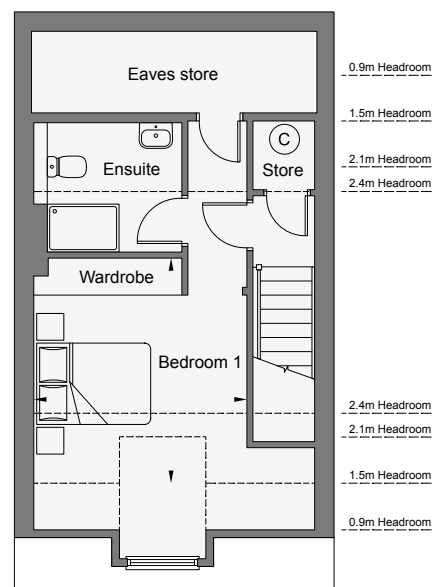 Eaves store
0.9m Headroom
1.5m Headroom
C
2.1m Headroom
Ensuite
Store
2.4m Headroom
Wardrobe
Bedroom 1
2.4m Headroom
2.1m Headroom
1.5m Headroom
0.9m Headroom